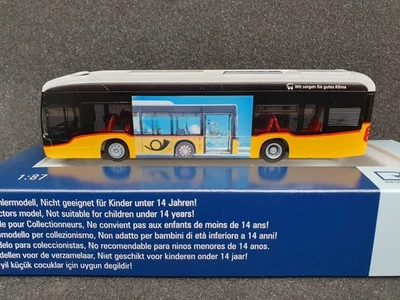 Wir sorgen für gutes Klima
1:87
lermodell, Nicht geeignet für Kinder unter 14 Jahren!
ctors model, Not suitable for children under 14 years!
le pour Collectionneurs, Ne convient pas aux enfants de moins de 14 ans!
nmodello per collezionismo, Non adatto per bambini di età inferiore a 14 anni!
delo para coleccionistas, No recomendable para ninos menores de 14 anos.
dellen voor de verzamelaar, Niet geschikt voor kinderen onder 14 jaar!
yıl küçük cocuklar için uygun degildir!